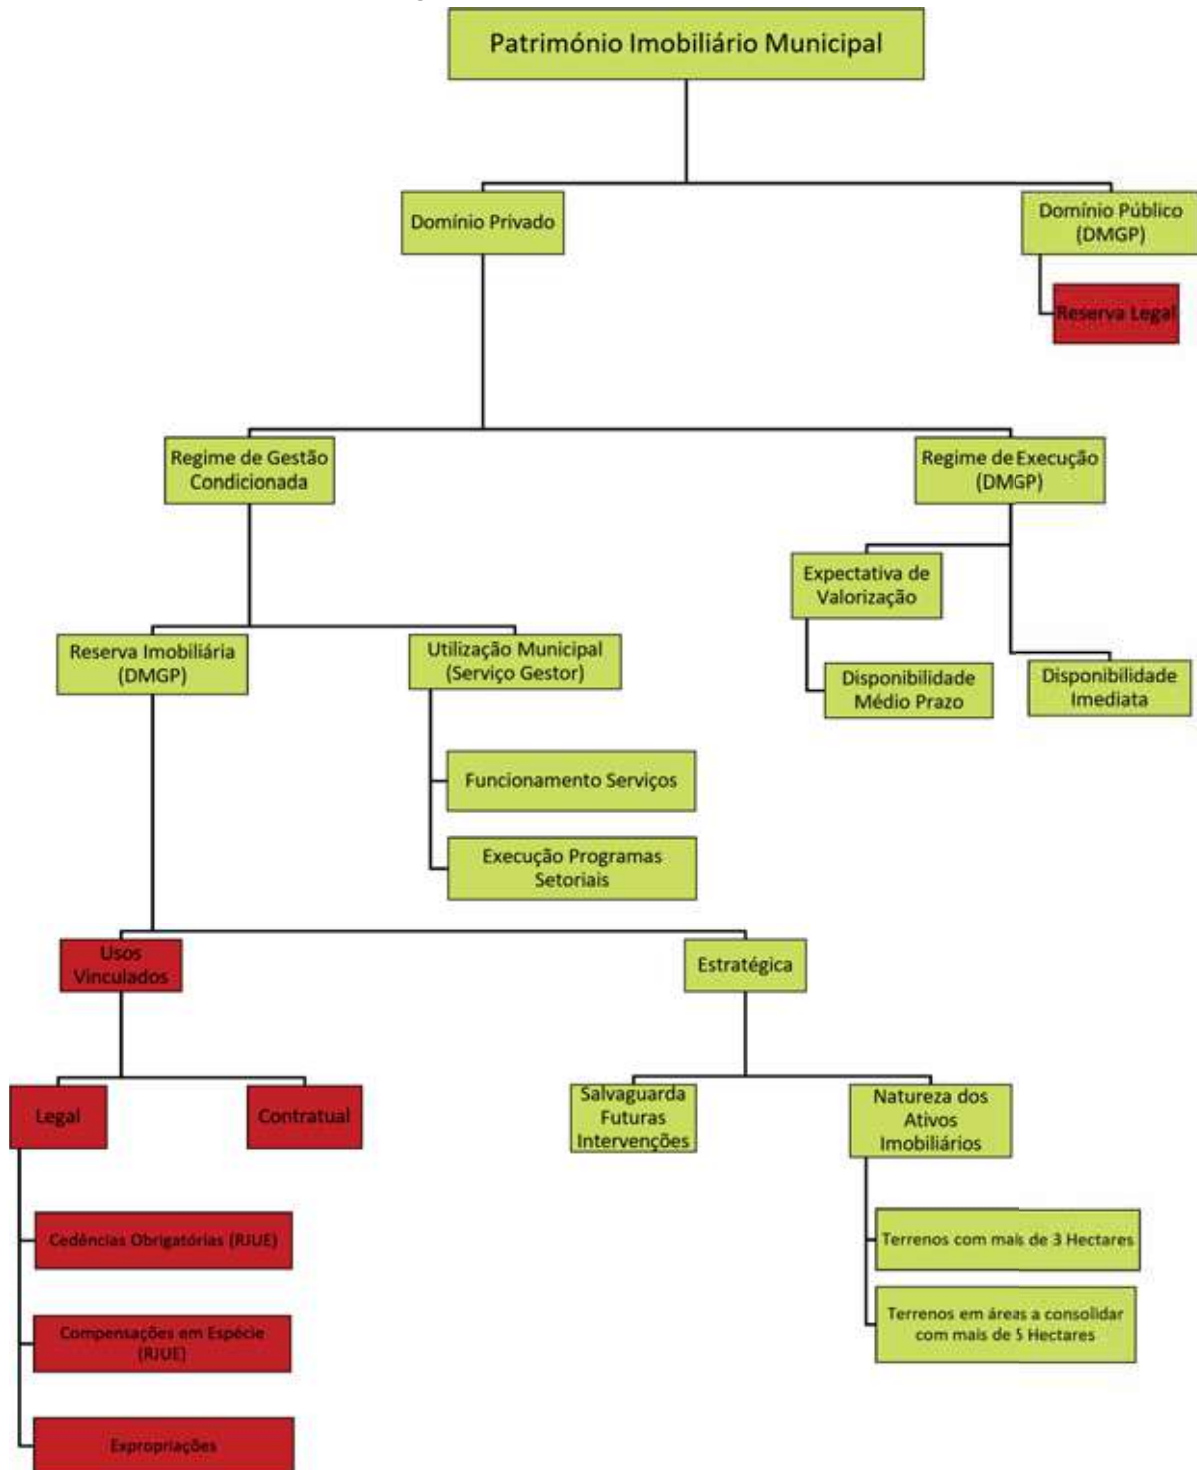 Património Imobiliário Municipal
Domínio Privado
Domínio Público
(DMGP)
Reserva Legal
Regime de Gestão
Condicionada
Regime de Execução
(DMGP)
Expectativa de
Valorização
Reserva Imobiliária
(DMGP)
Utilização Municipal
(Serviço Gestor)
Disponibilidade
Médio Prazo
Disponibilidade
Imediata
Funcionamento Serviços
Execução Programas
Setoriais
Usos
Vinculados
Estratégica
Legal
Contratual
Salvaguarda
Futuras
Intervenções
Natureza dos
Ativos
Imobiliários
Cedências Obrigatórias (RJUE)
Terrenos com mais de 3 Hectares
Compensações em Espécie
(RJUE)
Terrenos em áreas a consolidar
com mais de 5 Hectares
Expropriações